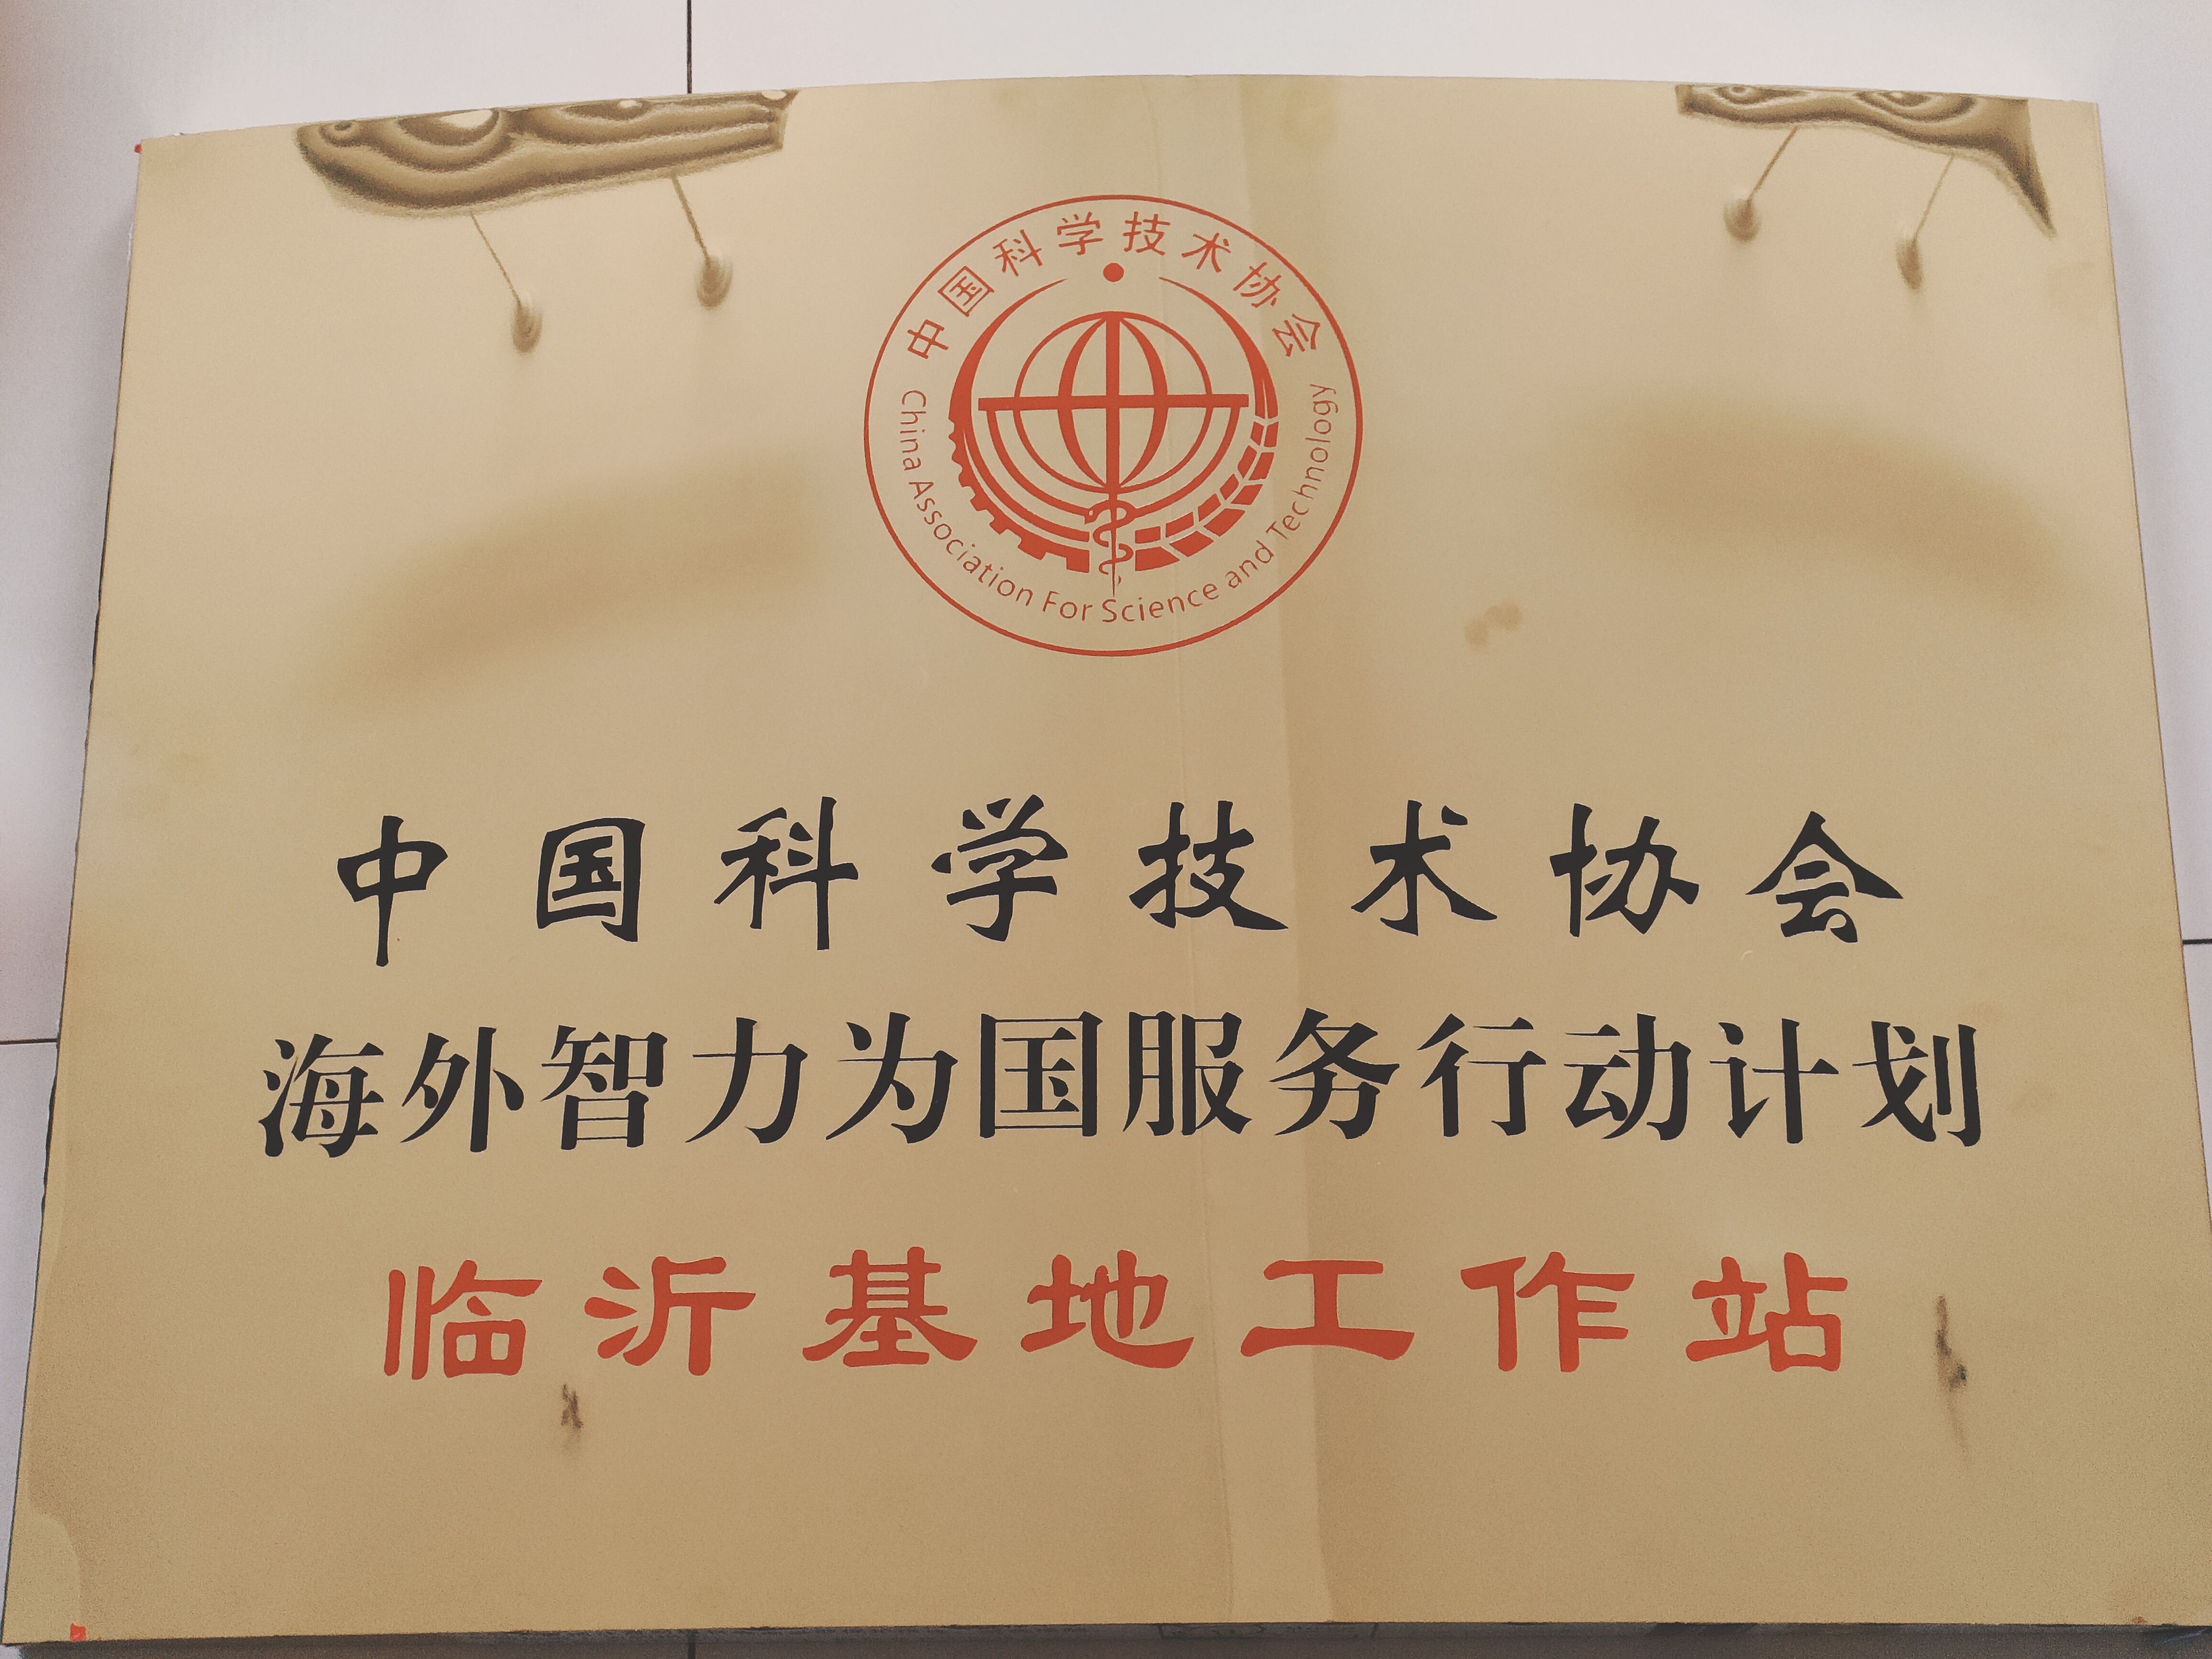 中国科学技术协会
China Association For Science and Technology
中国科学技术协会
海外智力为国服务行动计划
临沂基地工作站